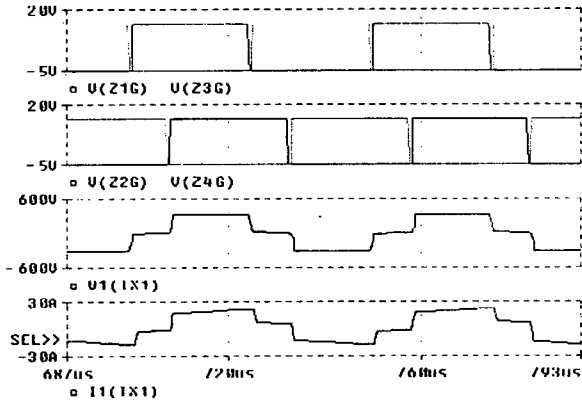 20V
-5V
V(Z1G) V(Z3G)
20V
-5V
V(Z2G) V(Z4G)
600V
-600V
V1(TX1)
30A
SEL>>
-30A
687us 720us 760us 793us
I1(TX1)